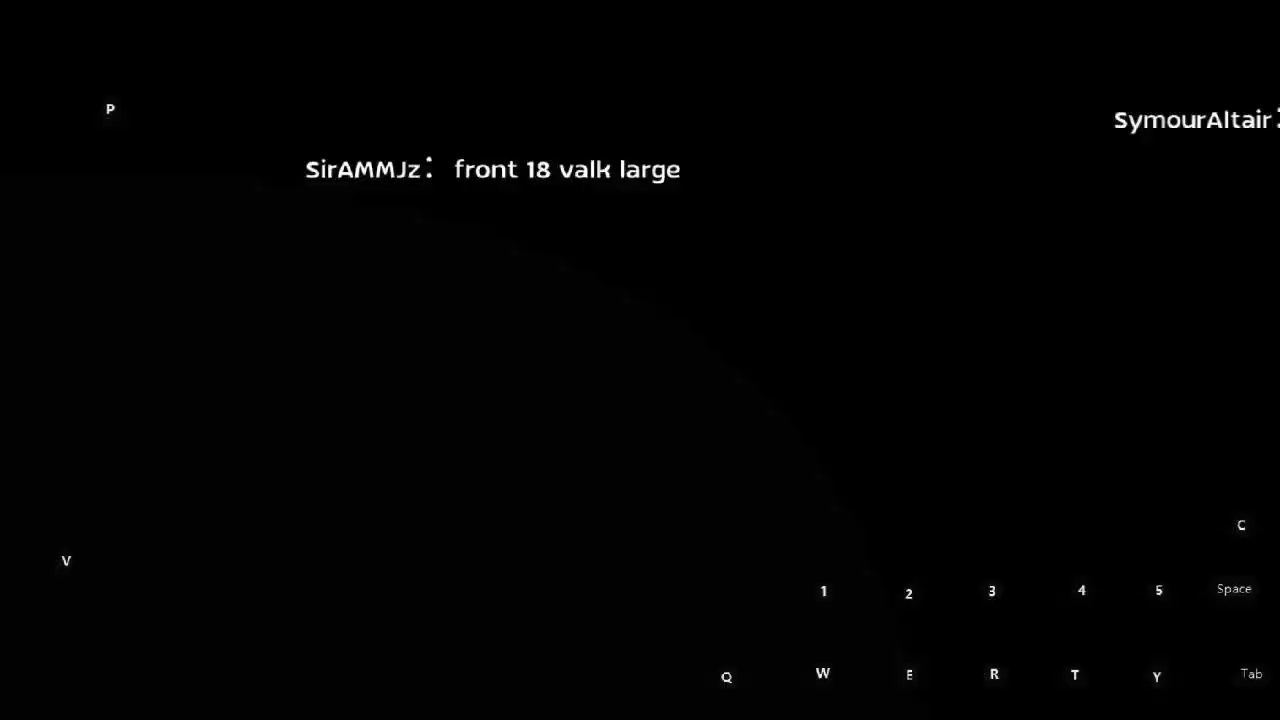 P
SymourAltair:
SirAMMJz: front 18 valk large
C
V
1 2 3 4 5 Space
Q W E R T Y Tab